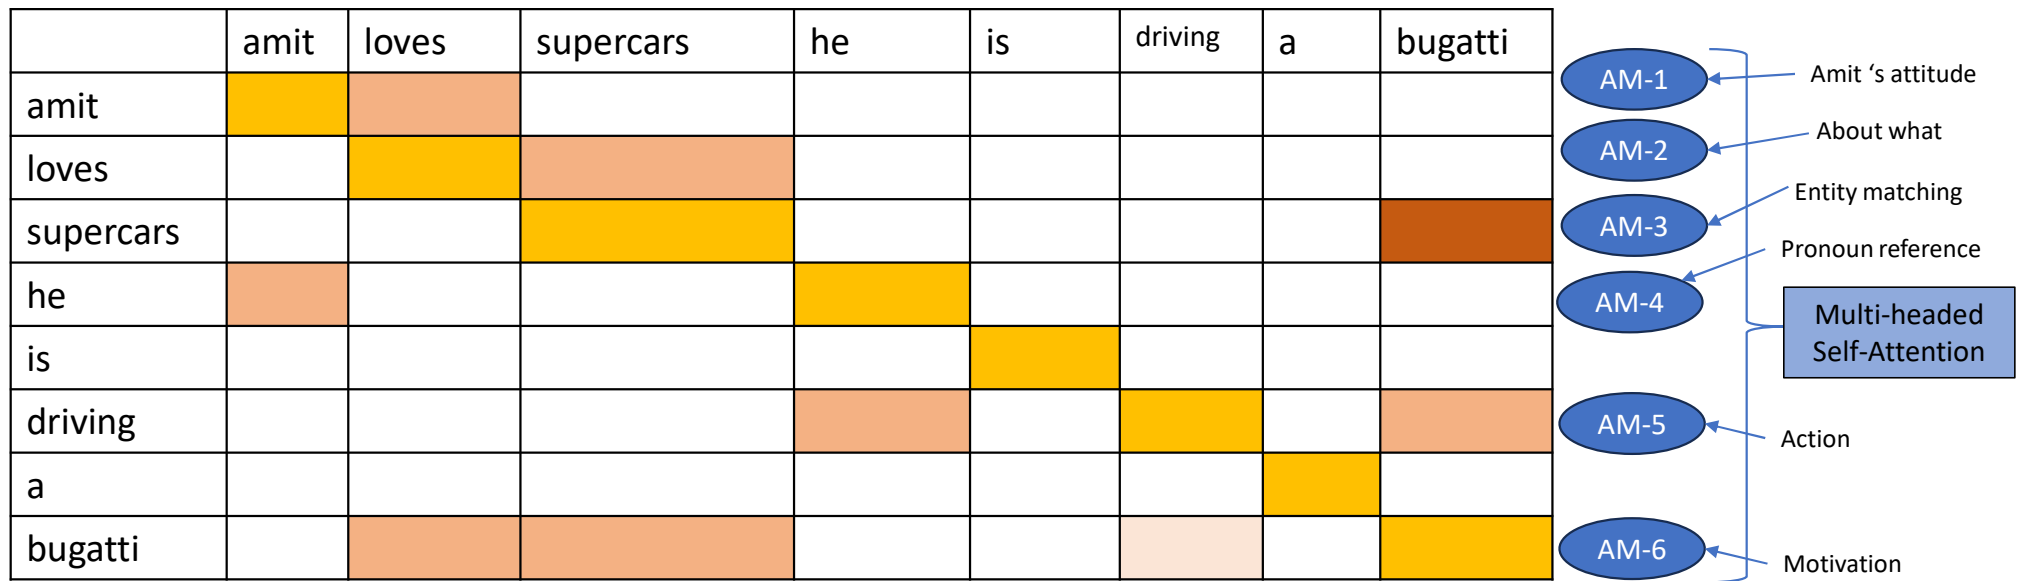 amit loves supercars he is driving a bugatti
amit
loves
supercars
he
is
driving
a
bugatti
AM-1
AM-2
AM-3
AM-4
AM-5
AM-6
Amit ‘s attitude
About what
Entity matching
Pronoun reference
Multi-headed
Self-Attention
Action
Motivation